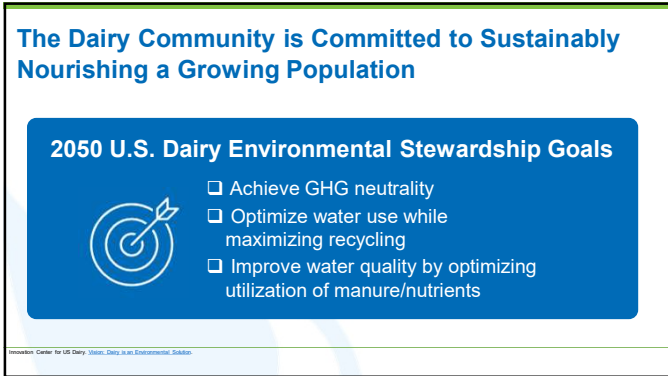 The Dairy Community is Committed to Sustainably
Nourishing a Growing Population
2050 U.S. Dairy Environmental Stewardship Goals
❑ Achieve GHG neutrality
❑ Optimize water use while
maximizing recycling
❑ Improve water quality by optimizing
utilization of manure/nutrients
Innovation Center for US Dairy. Vision: Dairy is an Environmental Solution.